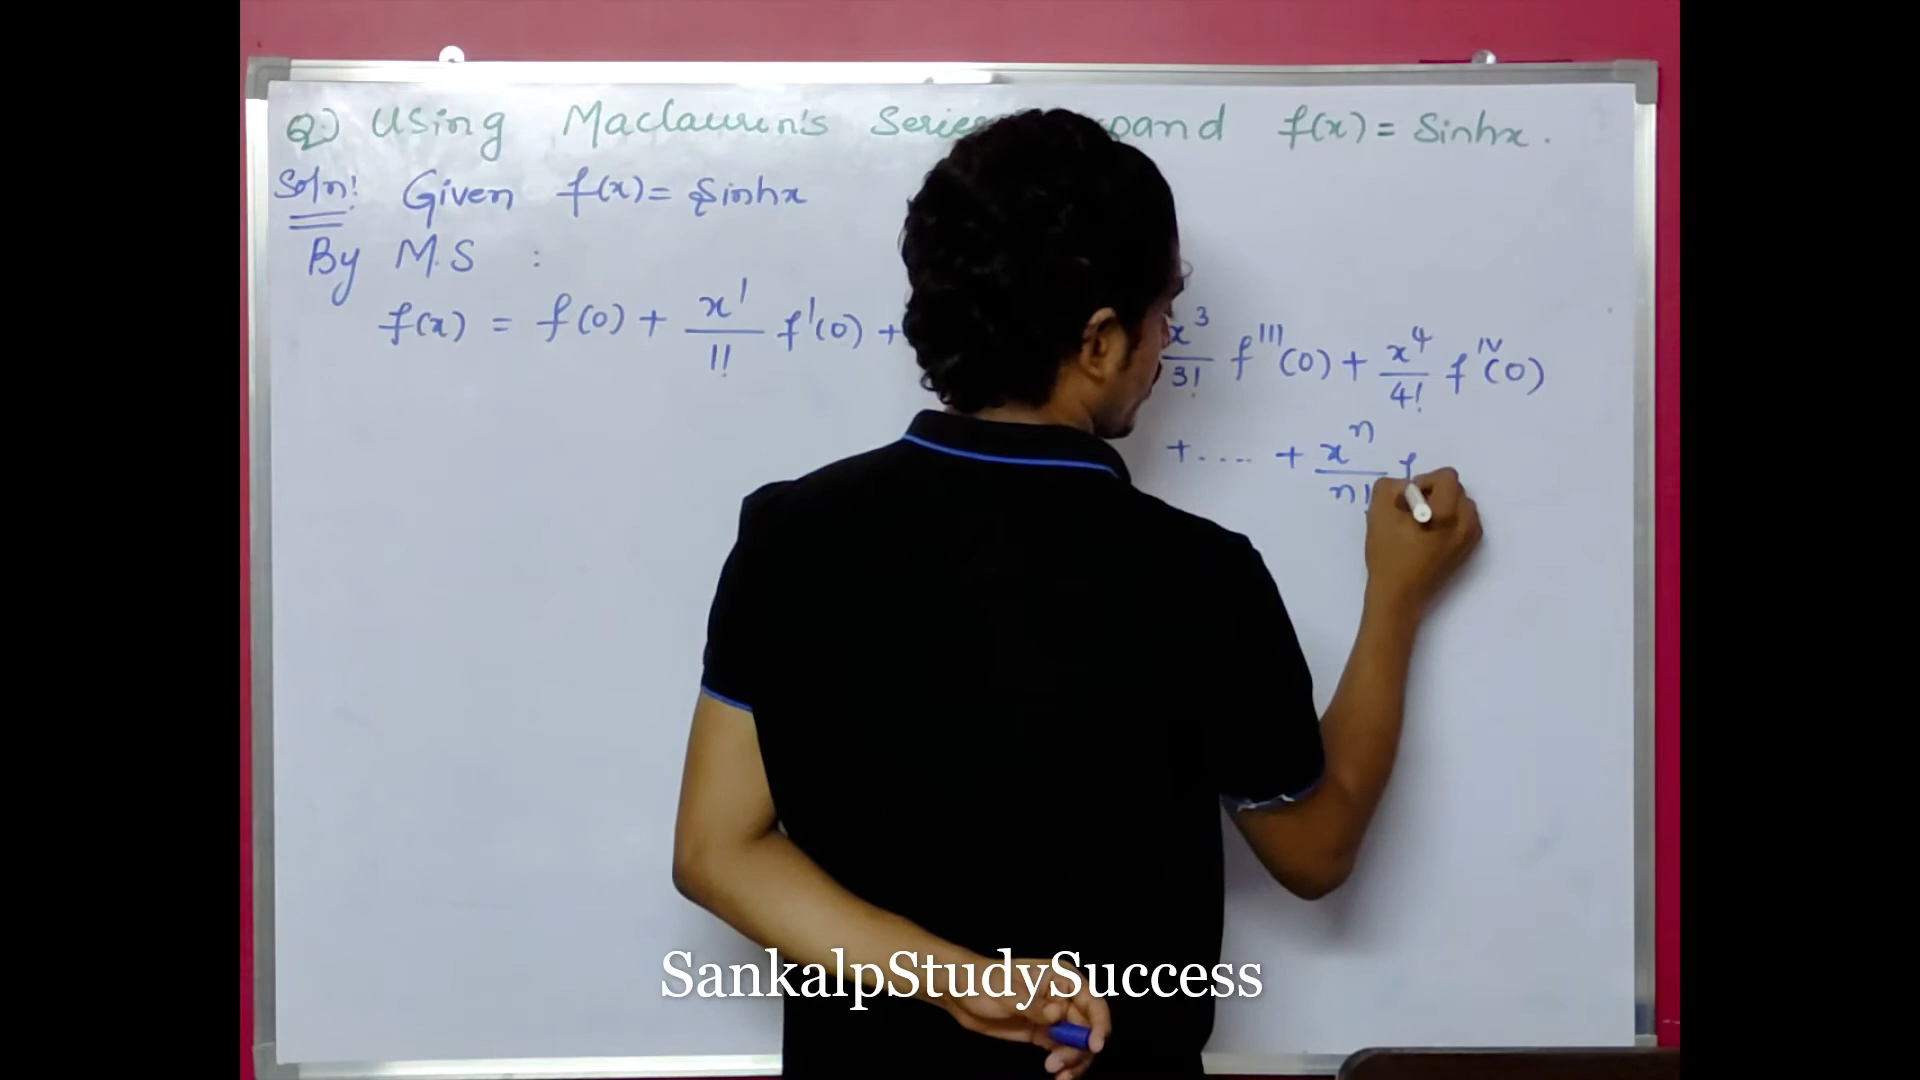 Q.) Using Maclaurin's Series expand f(x) = Sinhx.
Soln: Given f(x) = Sinhx
By M.S :
f(x) = f(0) + x¹/1! f'(0) + x³/3! f'''(0) + x⁴/4! f^IV(0)
+.... + xⁿ/n! f
SankalpStudySuccess